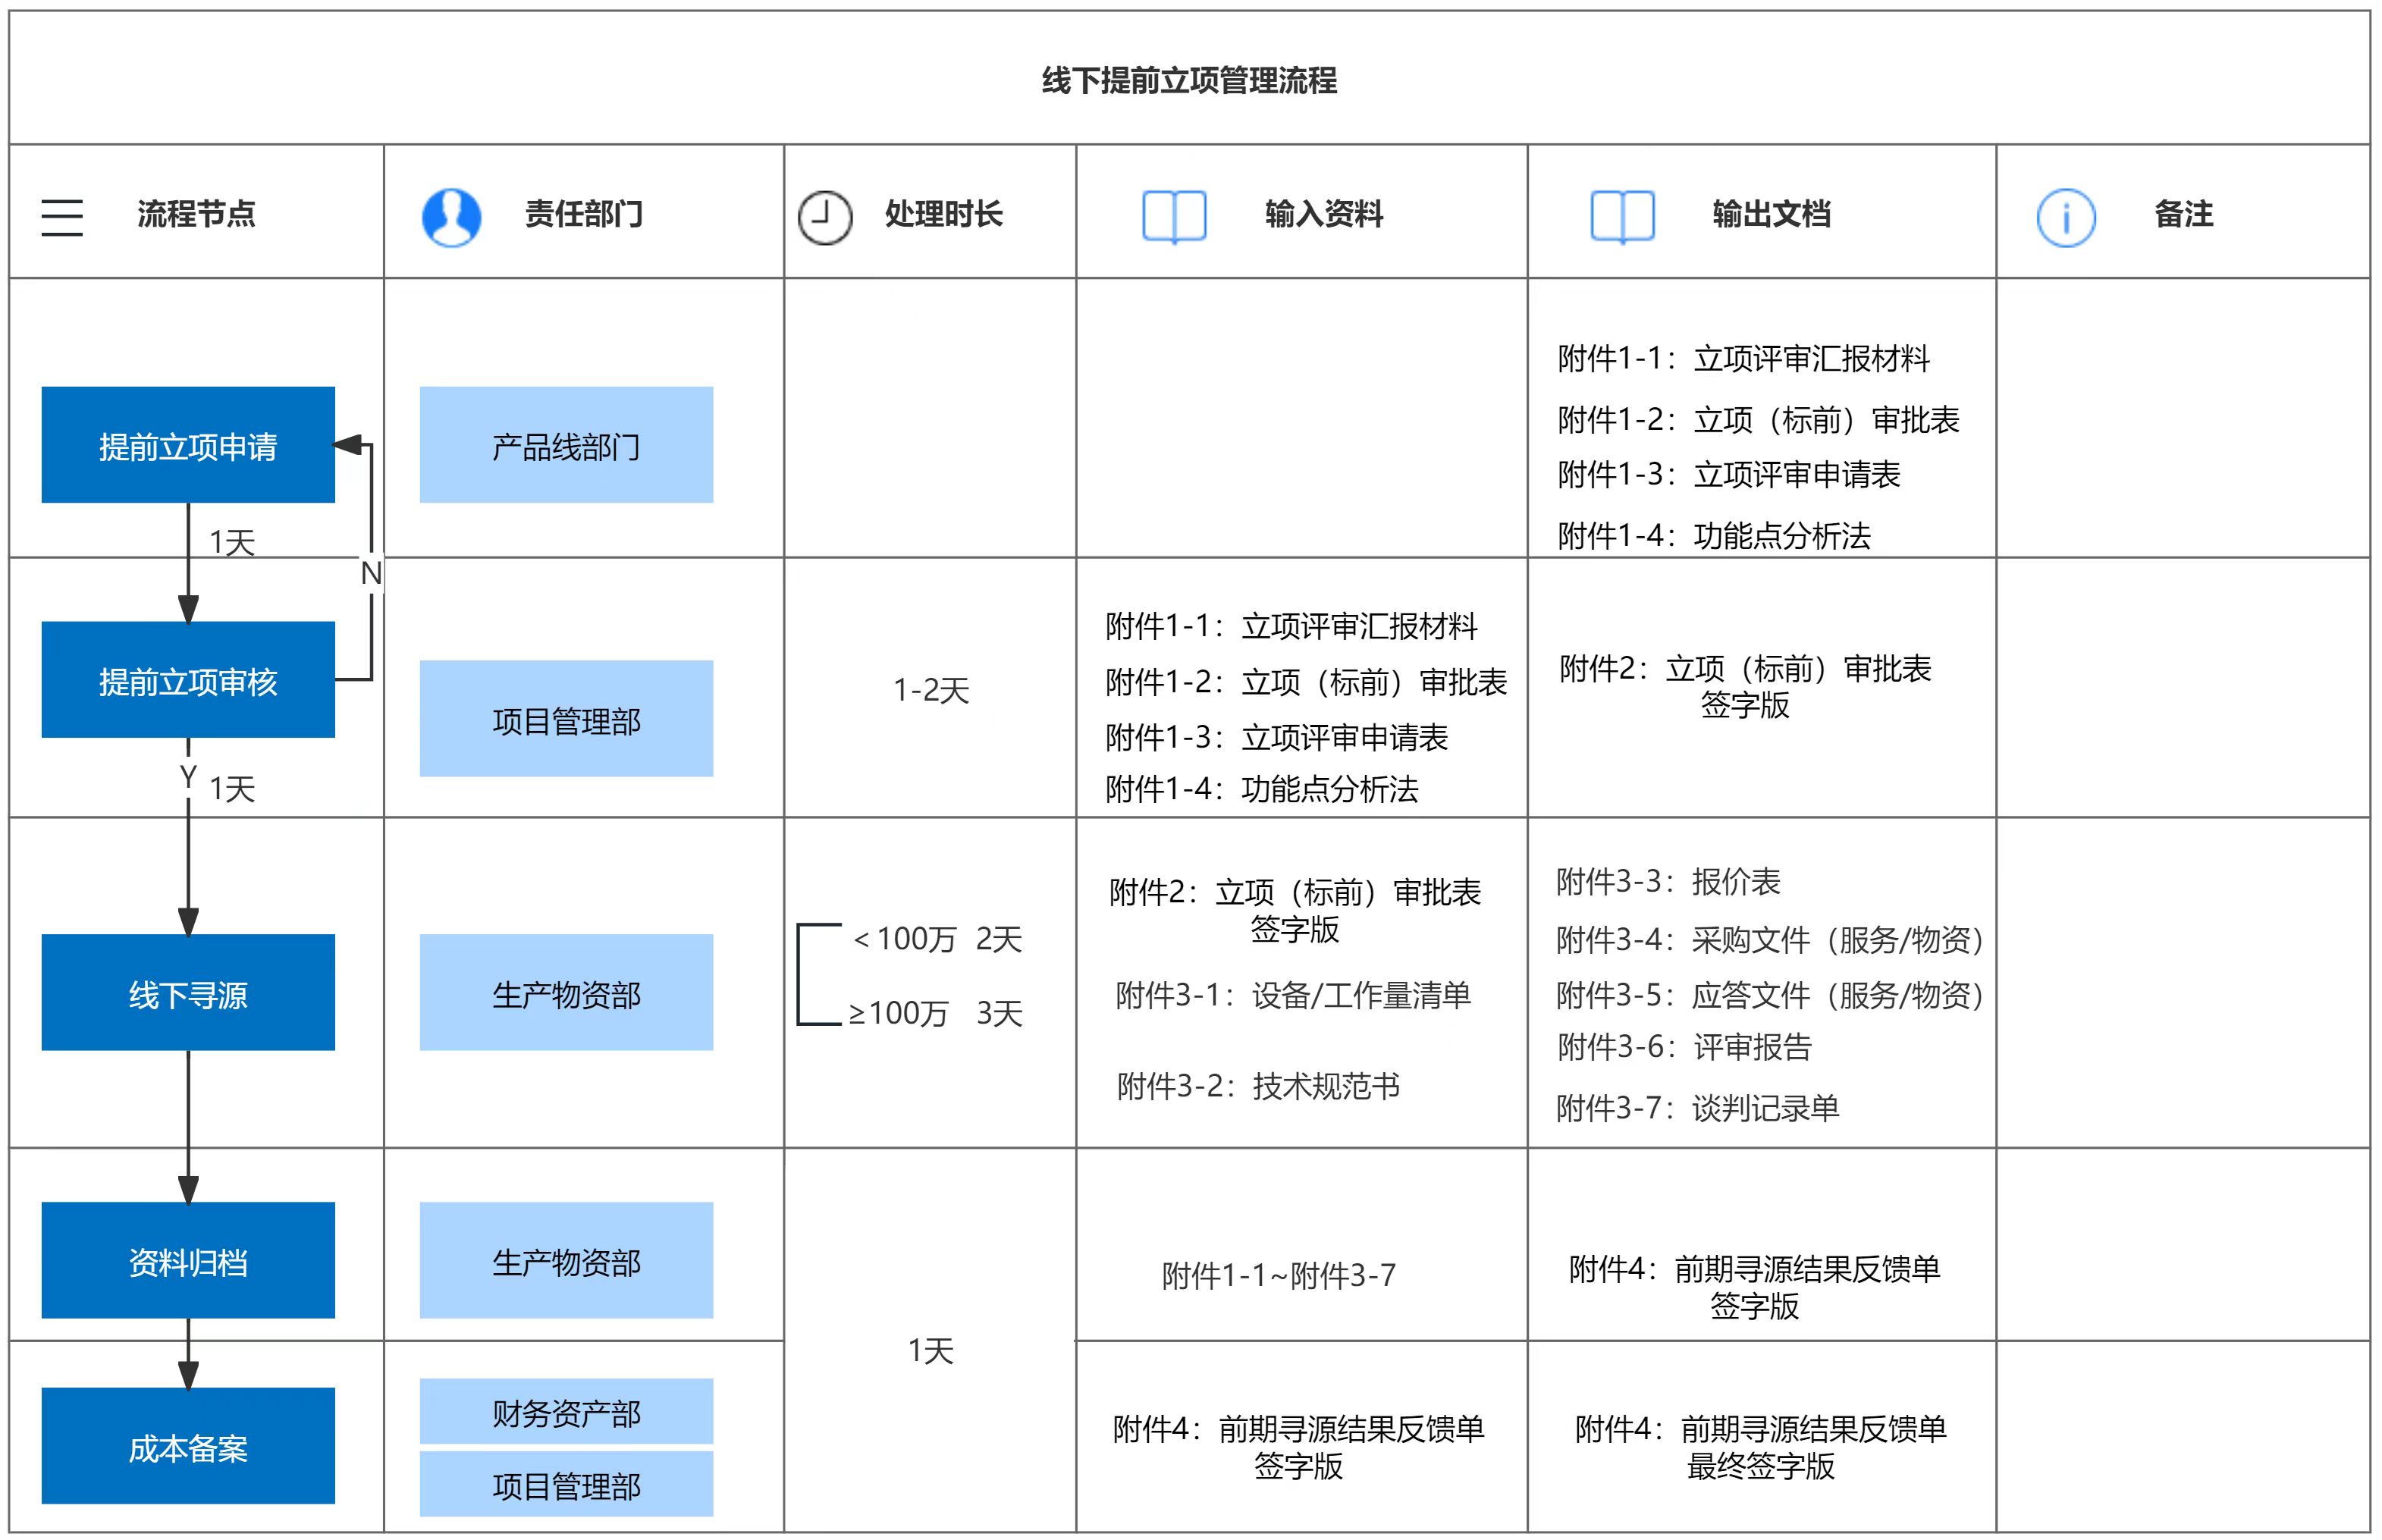 线下提前立项管理流程
流程节点
责任部门
处理时长
输入资料
输出文档
备注
提前立项申请
产品线部门
附件1-1：立项评审汇报材料
附件1-2：立项（标前）审批表
附件1-3：立项评审申请表
附件1-4：功能点分析法
1天
N
提前立项审核
项目管理部
1-2天
附件1-1：立项评审汇报材料
附件1-2：立项（标前）审批表
附件1-3：立项评审申请表
附件1-4：功能点分析法
附件2：立项（标前）审批表
签字版
Y
1天
线下寻源
生产物资部
＜100万 2天
≥100万 3天
附件2：立项（标前）审批表
签字版
附件3-1：设备/工作量清单
附件3-2：技术规范书
附件3-3：报价表
附件3-4：采购文件（服务/物资）
附件3-5：应答文件（服务/物资）
附件3-6：评审报告
附件3-7：谈判记录单
资料归档
生产物资部
1天
附件1-1~附件3-7
附件4：前期寻源结果反馈单
签字版
成本备案
财务资产部
项目管理部
附件4：前期寻源结果反馈单
签字版
附件4：前期寻源结果反馈单
最终签字版